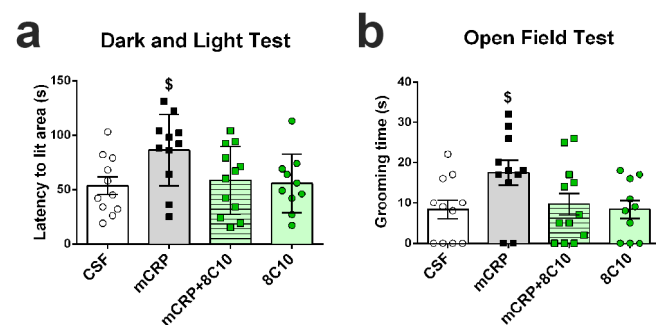 a
Dark and Light Test
Latency to lit area (s)
150
100
50
0
$
CSF
mCRP
mCRP+8C10
8C10
b
Open Field Test
Grooming time (s)
40
30
20
10
0
$
CSF
mCRP
mCRP+8C10
8C10